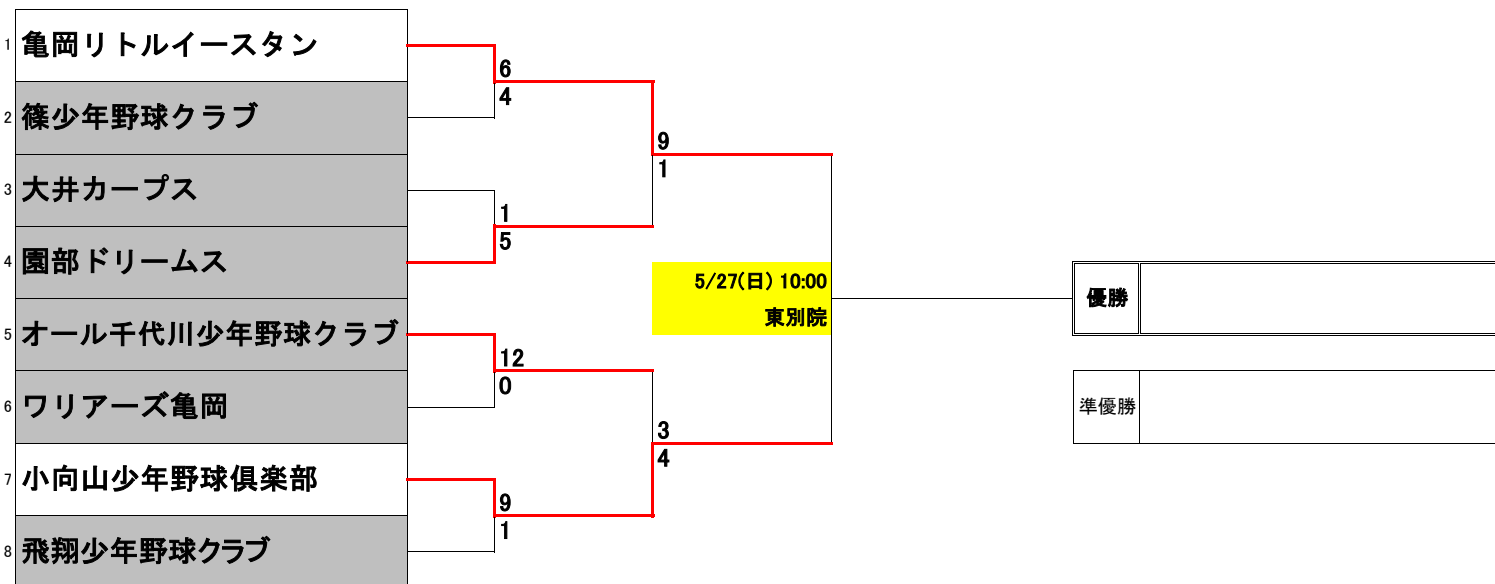 1 亀岡リトルイースタン
6
4
2 篠少年野球クラブ
9
1
3 大井カープス
1
5
4 園部ドリームス
5/27(日) 10:00
東別院
優勝
5 オール千代川少年野球クラブ
12
0
6 ワリアーズ亀岡
準優勝
3
4
7 小向山少年野球倶楽部
9
1
8 飛翔少年野球クラブ